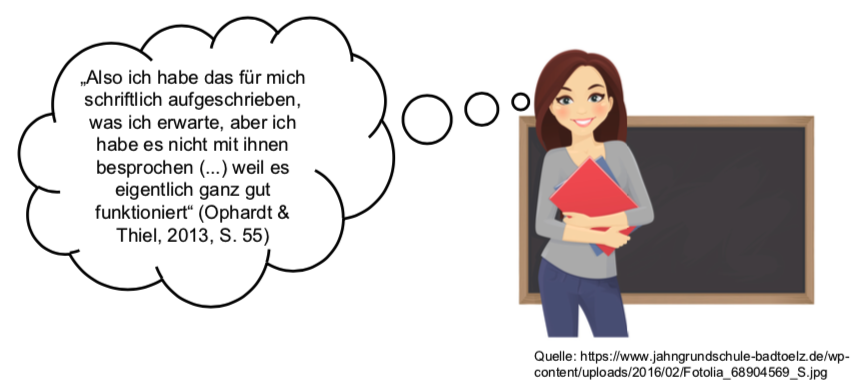 „Also ich habe das für mich
schriftlich aufgeschrieben,
was ich erwarte, aber ich
habe es nicht mit ihnen
besprochen (...) weil es
eigentlich ganz gut
funktioniert“ (Ophardt &
Thiel, 2013, S. 55)
Quelle: https://www.jahngrundschule-badtoelz.de/wp-
content/uploads/2016/02/Fotolia_68904569_S.jpg